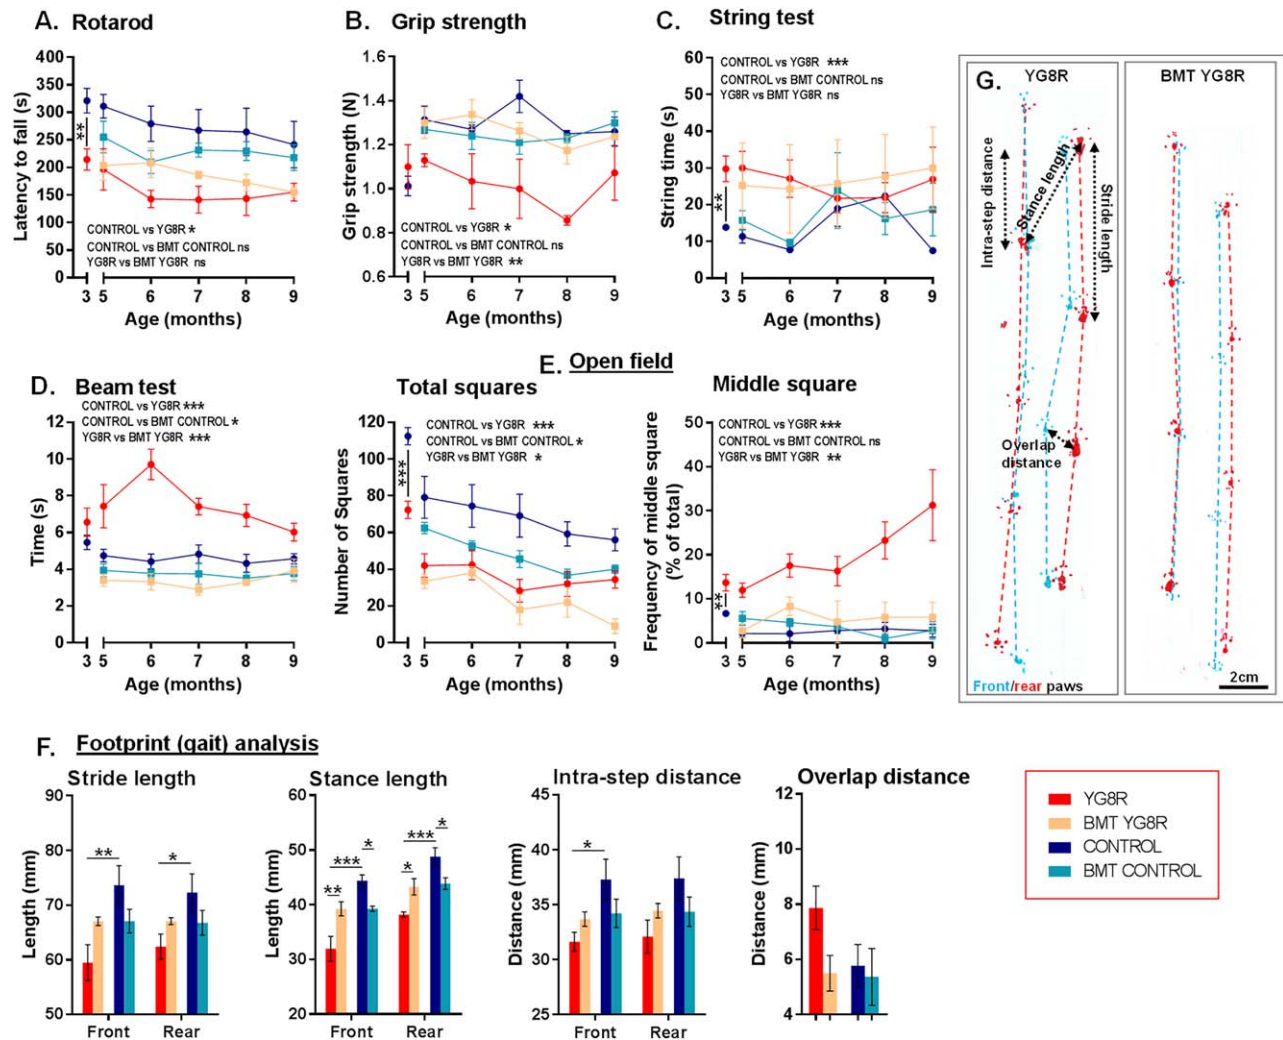 A. Rotarod
Latency to fall (s)
400
350
300
250
200
150
100
50
0
**
CONTROL vs YG8R *
CONTROL vs BMT CONTROL ns
YG8R vs BMT YG8R ns
3 5 6 7 8 9
Age (months)
B. Grip strength
Grip strength (N)
1.6
1.4
1.2
1.0
0.8
0.6
CONTROL vs YG8R *
CONTROL vs BMT CONTROL ns
YG8R vs BMT YG8R **
3 5 6 7 8 9
Age (months)
C. String test
String time (s)
60
50
40
30
20
10
0
**
CONTROL vs YG8R ***
CONTROL vs BMT CONTROL ns
YG8R vs BMT YG8R ns
3 5 6 7 8 9
Age (months)
D. Beam test
CONTROL vs YG8R ***
CONTROL vs BMT CONTROL *
YG8R vs BMT YG8R ***
Time (s)
12
10
8
6
4
2
0
3 5 6 7 8 9
Age (months)
E. Open field
Total squares
Number of Squares
120
100
80
60
40
20
0
***
CONTROL vs YG8R ***
CONTROL vs BMT CONTROL *
YG8R vs BMT YG8R *
3 5 6 7 8 9
Age (months)
Middle square
Frequency of middle square
(% of total)
50
40
30
20
10
0
**
CONTROL vs YG8R ***
CONTROL vs BMT CONTROL ns
YG8R vs BMT YG8R **
3 5 6 7 8 9
Age (months)
G.
YG8R
Intra-step distance
Stance length
Stride length
Overlap
distance
Front/rear paws
BMT YG8R
2cm
F. Footprint (gait) analysis
Stride length
Length (mm)
90
80
70
60
50
**
*
Front Rear
Stance length
Length (mm)
60
50
40
30
20
**
***
*
*
***
*
Front Rear
Intra-step distance
Distance (mm)
45
40
35
30
25
*
Front Rear
Overlap distance
Distance (mm)
12
10
8
6
4
YG8R
BMT YG8R
CONTROL
BMT CONTROL